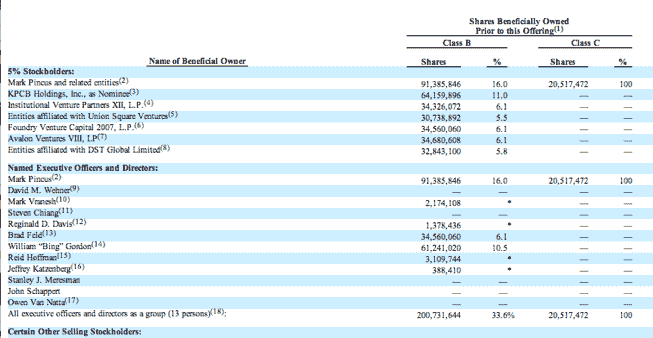 Shares Beneficially Owned
Prior to this Offering(1)
Class B Class C
Name of Beneficial Owner Shares % Shares %
5% Stockholders:
Mark Pincus and related entities(2) 91,385,846 16.0 20,517,472 100
KPCB Holdings, Inc., as Nominee(3) 64,159,896 11.0 — —
Institutional Venture Partners XII, L.P.(4) 34,326,072 6.1 — —
Entities affiliated with Union Square Ventures(5) 30,738,892 5.5 — —
Foundry Venture Capital 2007, L.P.(6) 34,560,060 6.1 — —
Avalon Ventures VIII, LP(7) 34,680,608 6.1 — —
Entities affiliated with DST Global Limited(8) 32,843,100 5.8 — —
Named Executive Officers and Directors:
Mark Pincus(2) 91,385,846 16.0 20,517,472 100
David M. Wehner(9) — — — —
Mark Vranesh(10) 2,174,108 * — —
Steven Chiang(11) — — — —
Reginald D. Davis(12) 1,378,436 * — —
Brad Feld(13) 34,560,060 6.1 — —
William “Bing” Gordon(14) 61,241,020 10.5 — —
Reid Hoffman(15) 3,109,744 * — —
Jeffrey Katzenberg(16) 388,410 * — —
Stanley J. Meresman — — — —
John Schappert — — — —
Owen Van Natta(17) — — — —
All executive officers and directors as a group (13 persons)(18): 200,731,644 33.6% 20,517,472 100
Certain Other Selling Stockholders: